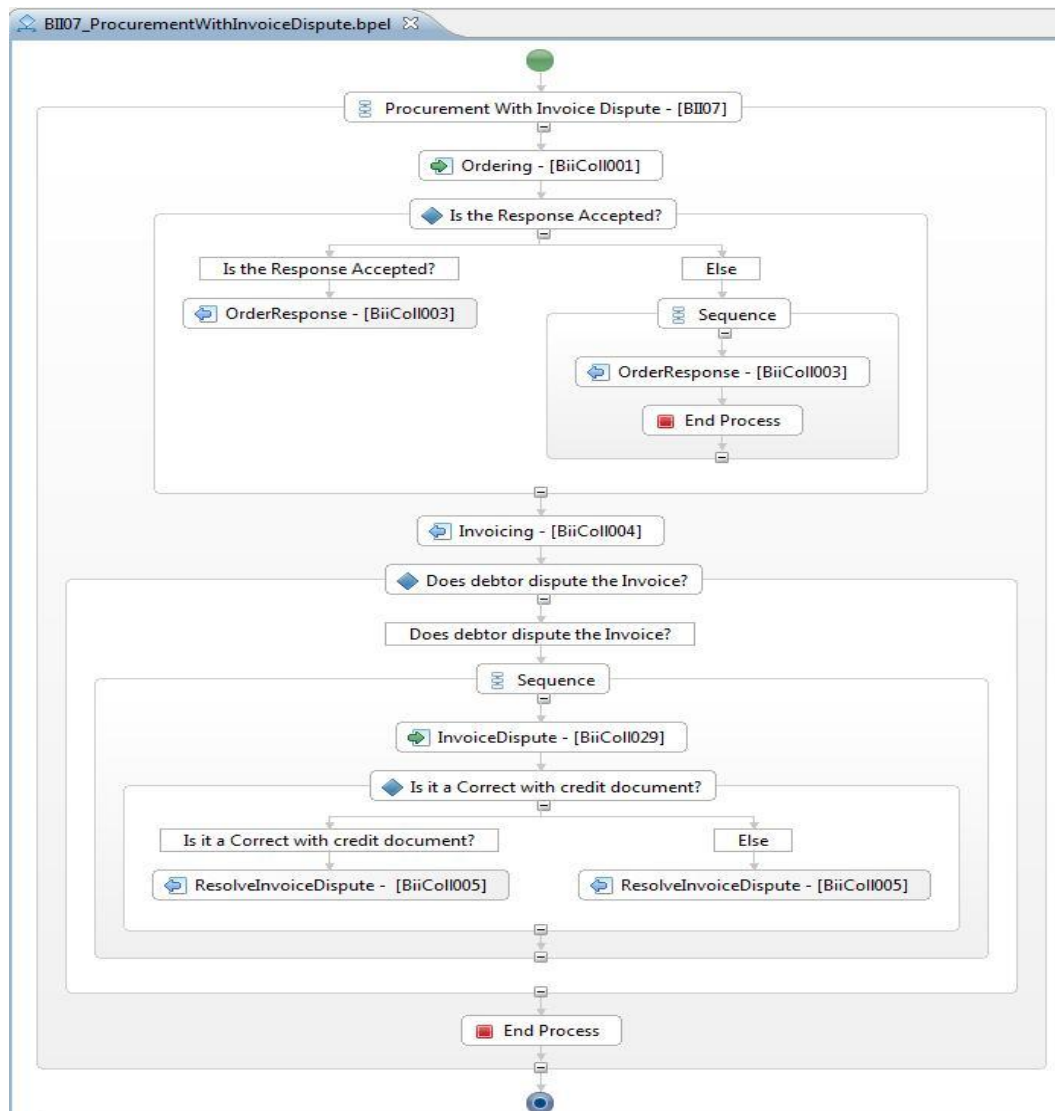 BII07_ProcurementWithInvoiceDispute.bpel
Procurement With Invoice Dispute - [BII07]
Ordering - [BiiColl001]
Is the Response Accepted?
Is the Response Accepted?
Else
OrderResponse - [BiiColl003]
Sequence
OrderResponse - [BiiColl003]
End Process
Invoicing - [BiiColl004]
Does debtor dispute the Invoice?
Does debtor dispute the Invoice?
Sequence
InvoiceDispute - [BiiColl029]
Is it a Correct with credit document?
Is it a Correct with credit document?
Else
ResolveInvoiceDispute - [BiiColl005]
ResolveInvoiceDispute - [BiiColl005]
End Process